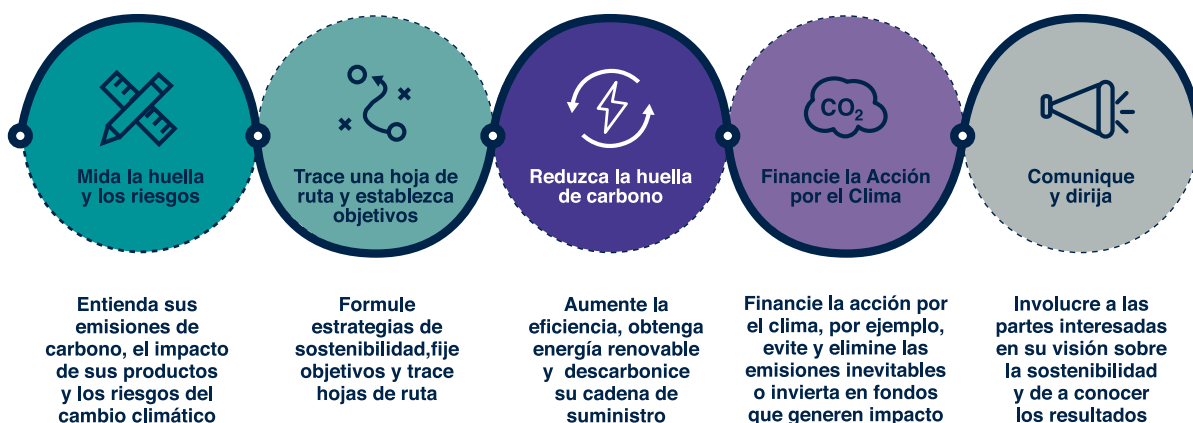 Mida la huella
y los riesgos
Trace una hoja de
ruta y establezca
objetivos
Reduzca la huella
de carbono
CO₂
Financie la Acción
por el Clima
Comunique
y dirija
Entienda sus
emisiones de
carbono, el impacto
de sus productos
y los riesgos del
cambio climático
Formule
estrategias de
sostenibilidad,fije
objetivos y trace
hojas de ruta
Aumente la
eficiencia, obtenga
energía renovable
y descarbonice
su cadena de
suministro
Financie la acción por
el clima, por ejemplo,
evite y elimine las
emisiones inevitables
o invierta en fondos
que generen impacto
Involucre a las
partes interesadas
en su visión sobre
la sostenibilidad
y de a conocer
los resultados